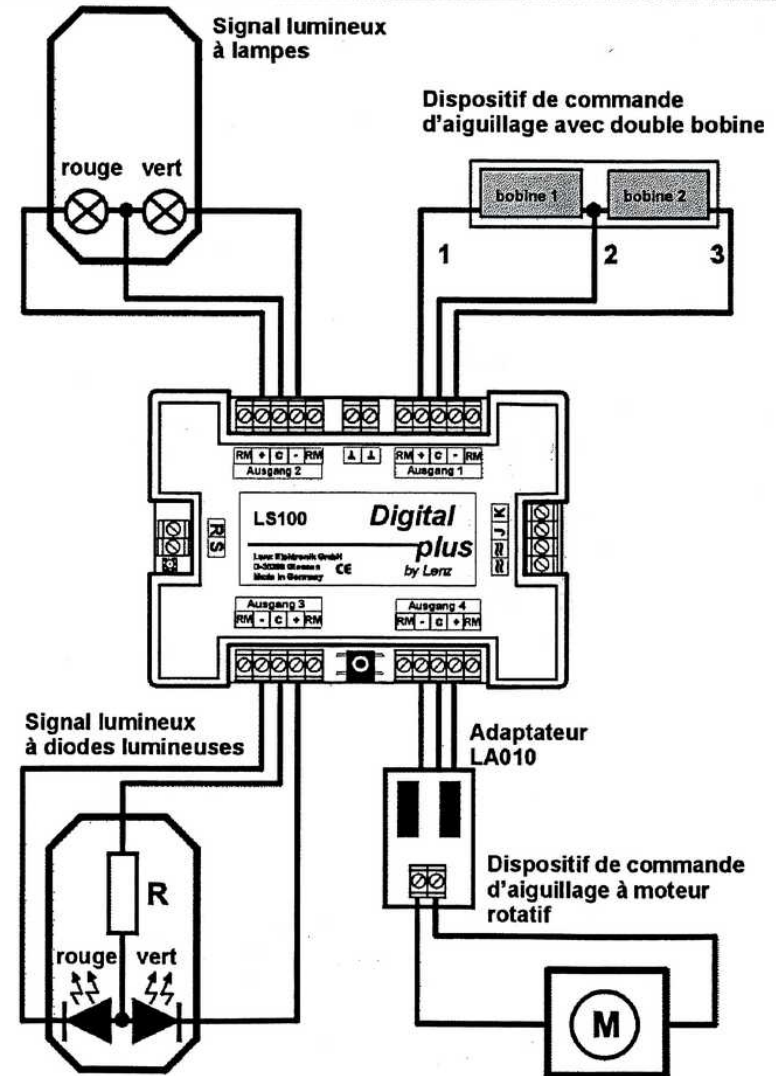 Signal lumineux
à lampes
rouge vert
Dispositif de commande
d'aiguillage avec double bobine
bobine 1
bobine 2
1 2 3
RM + C - RM
Ausgang 2
⊥ ⊥
RM + C - RM
Ausgang 1
R S
LS100
Digital
plus
by Lenz
Lenz Elektronik GmbH
D-35398 Giessen
Made in Germany
CE
K
J
≈
≈
Ausgang 3
RM - C + RM
Ausgang 4
RM - C + RM
Signal lumineux
à diodes lumineuses
R
rouge vert
Adaptateur
LA010
Dispositif de commande
d'aiguillage à moteur
rotatif
M